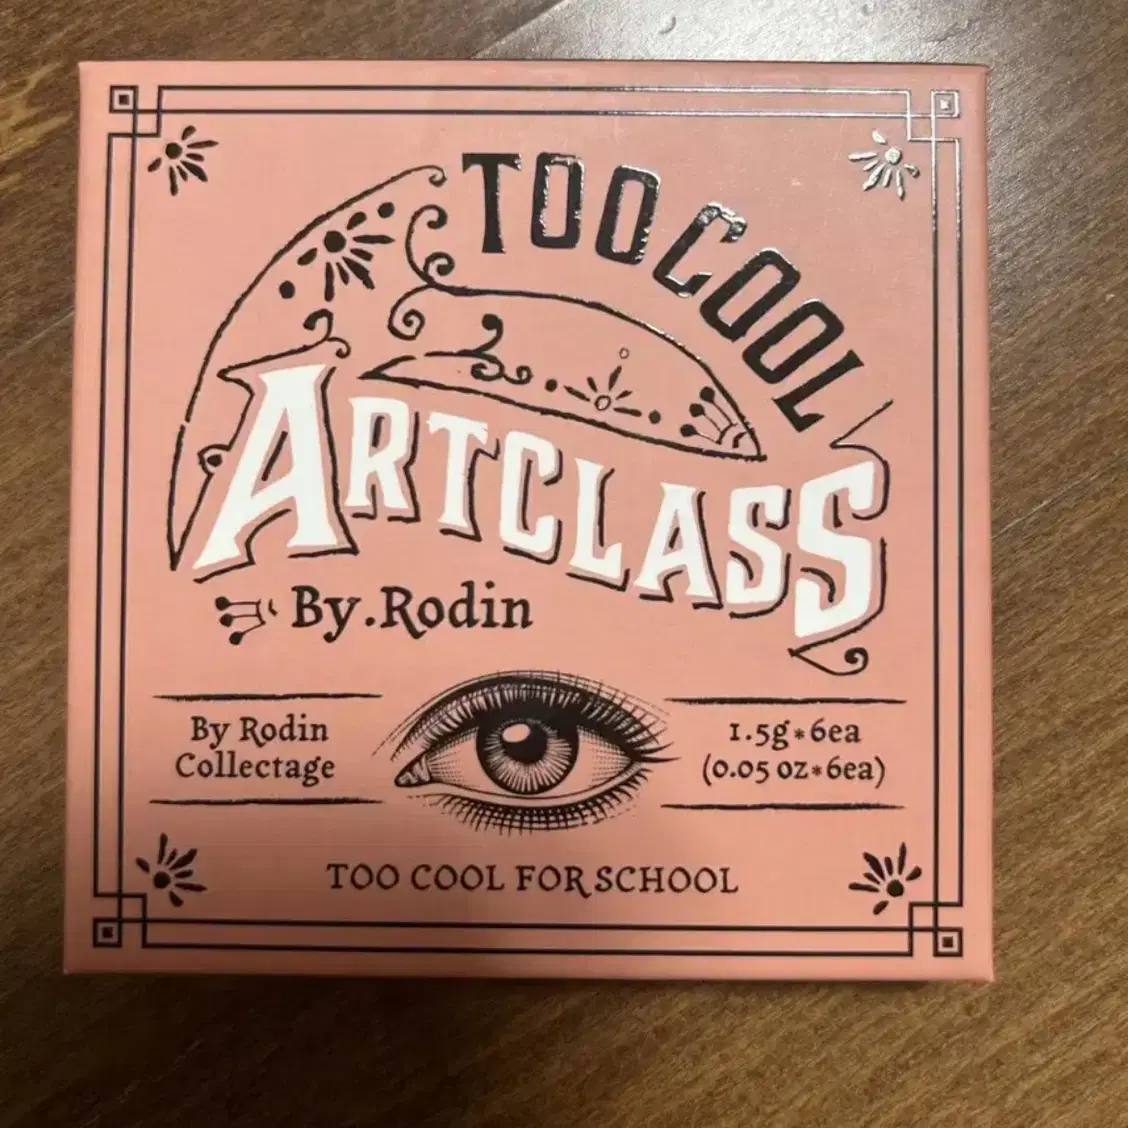 TOO COOL
ARTCLASS
By.Rodin
By Rodin
Collectage
1.5g*6ea
(0.05 oz*6ea)
TOO COOL FOR SCHOOL